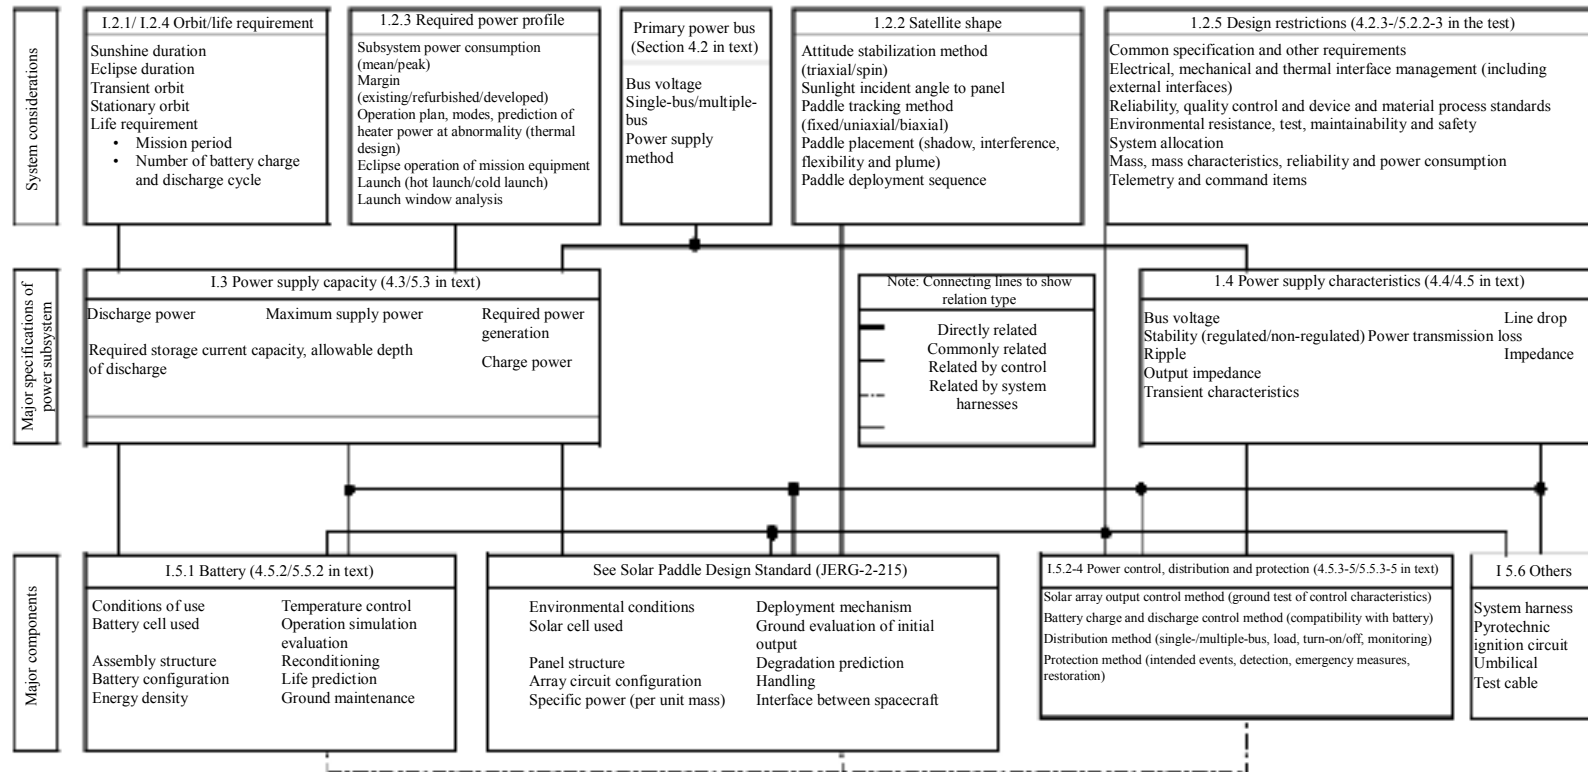 System considerations
I.2.1/ I.2.4 Orbit/life requirement
Sunshine duration
Eclipse duration
Transient orbit
Stationary orbit
Life requirement
• Mission period
• Number of battery charge
and discharge cycle
1.2.3 Required power profile
Subsystem power consumption
(mean/peak)
Margin
(existing/refurbished/developed)
Operation plan, modes, prediction of
heater power at abnormality (thermal
design)
Eclipse operation of mission equipment
Launch (hot launch/cold launch)
Launch window analysis
Primary power bus
(Section 4.2 in text)
Bus voltage
Single-bus/multiple-
bus
Power supply
method
1.2.2 Satellite shape
Attitude stabilization method
(triaxial/spin)
Sunlight incident angle to panel
Paddle tracking method
(fixed/uniaxial/biaxial)
Paddle placement (shadow, interference,
flexibility and plume)
Paddle deployment sequence
1.2.5 Design restrictions (4.2.3-/5.2.2-3 in the test)
Common specification and other requirements
Electrical, mechanical and thermal interface management (including
external interfaces)
Reliability, quality control and device and material process standards
Environmental resistance, test, maintainability and safety
System allocation
Mass, mass characteristics, reliability and power consumption
Telemetry and command items
Major specifications of
power subsystem
I.3 Power supply capacity (4.3/5.3 in text)
Discharge power
Maximum supply power
Required power
generation
Required storage current capacity, allowable depth
of discharge
Charge power
Note: Connecting lines to show
relation type
Directly related
Commonly related
Related by control
Related by system
harnesses
1.4 Power supply characteristics (4.4/4.5 in text)
Bus voltage
Line drop
Stability (regulated/non-regulated) Power transmission loss
Ripple
Impedance
Output impedance
Transient characteristics
Major components
I.5.1 Battery (4.5.2/5.5.2 in text)
Conditions of use
Temperature control
Battery cell used
Operation simulation
evaluation
Assembly structure
Reconditioning
Battery configuration
Life prediction
Energy density
Ground maintenance
See Solar Paddle Design Standard (JERG-2-215)
Environmental conditions
Deployment mechanism
Solar cell used
Ground evaluation of initial
output
Panel structure
Degradation prediction
Array circuit configuration
Handling
Specific power (per unit mass)
Interface between spacecraft
I.5.2-4 Power control, distribution and protection (4.5.3-5/5.5.3-5 in text)
Solar array output control method (ground test of control characteristics)
Battery charge and discharge control method (compatibility with battery)
Distribution method (single-/multiple-bus, load, turn-on/off, monitoring)
Protection method (intended events, detection, emergency measures,
restoration)
I 5.6 Others
System harness
Pyrotechnic
ignition circuit
Umbilical
Test cable